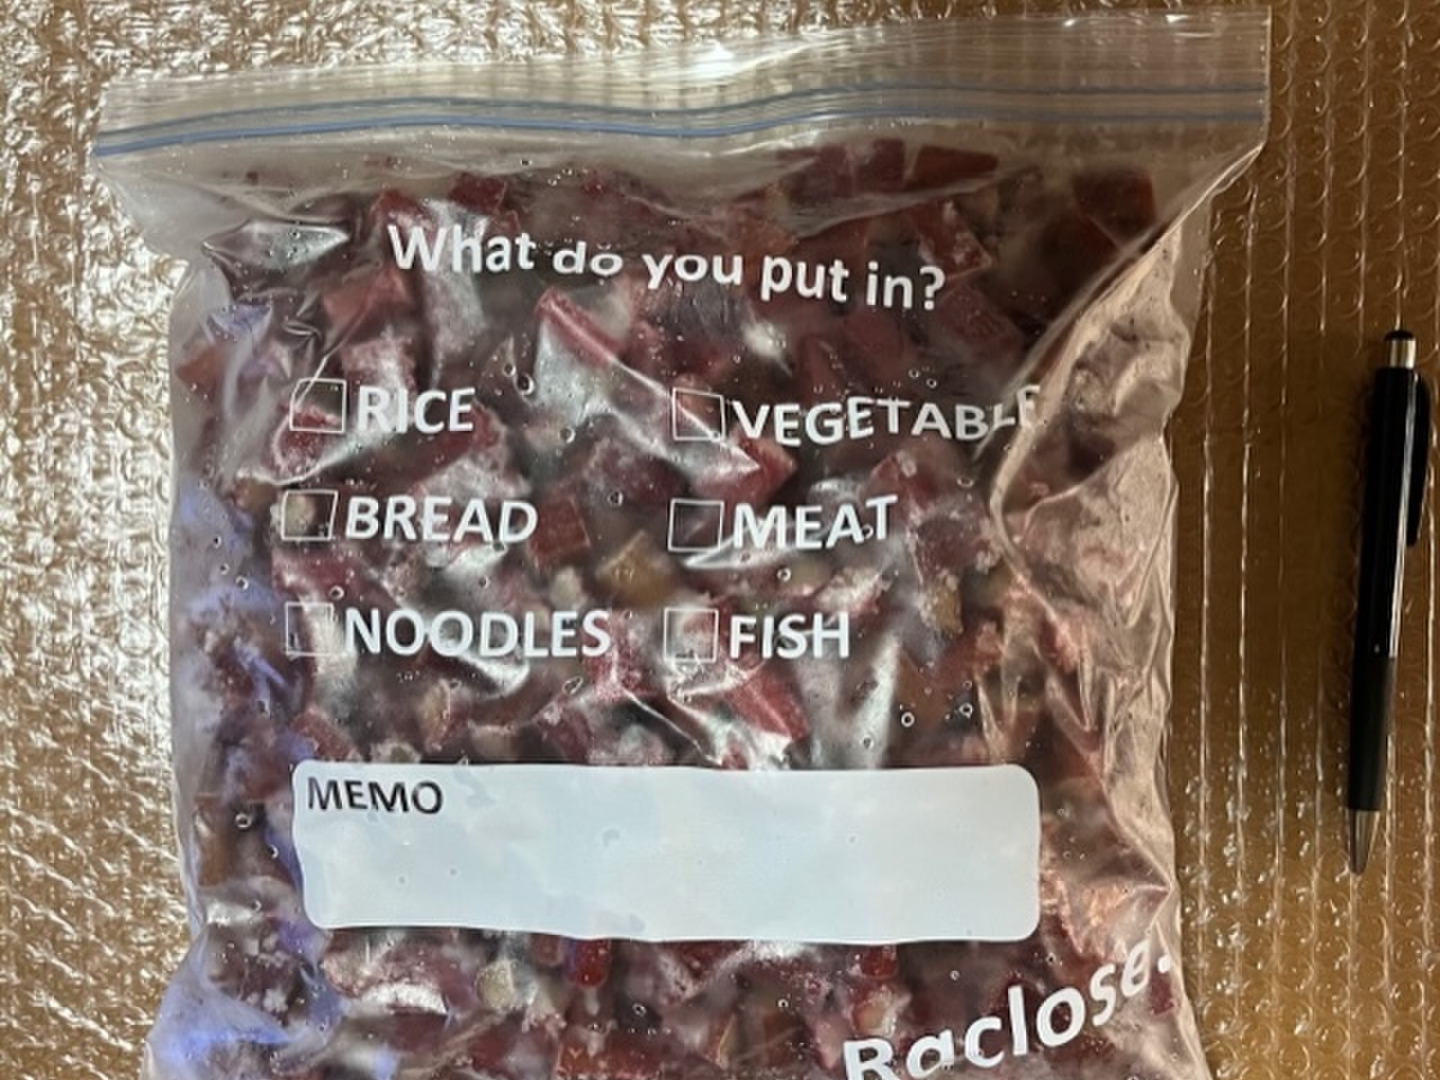 What do you put in?
RICE
VEGETABLE
BREAD
MEAT
NOODLES
FISH
MEMO
Raclose.